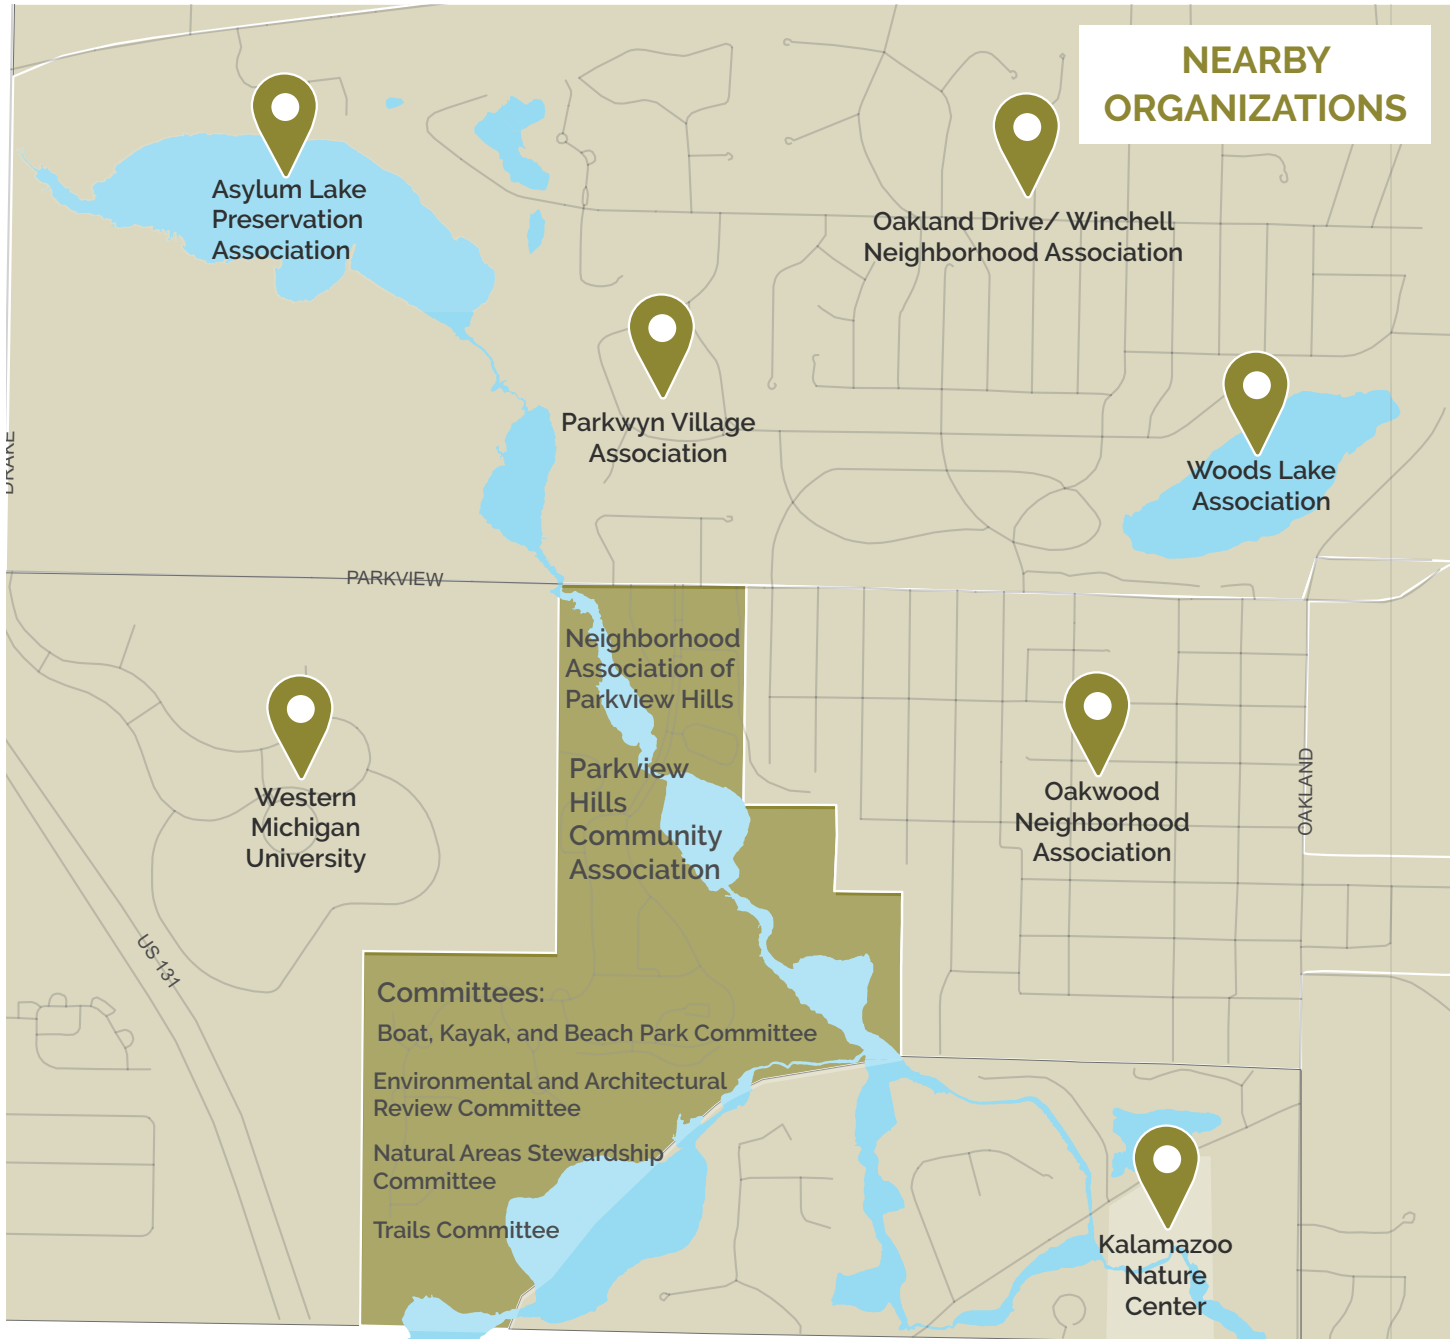 NEARBY
ORGANIZATIONS
Asylum Lake
Preservation
Association
Oakland Drive/ Winchell
Neighborhood Association
Parkwyn Village
Association
Woods Lake
Association
DRAKE
PARKVIEW
Neighborhood
Association of
Parkview Hills
Western
Michigan
University
Parkview
Hills
Community
Association
Oakwood
Neighborhood
Association
OAKLAND
US 131
Committees:
Boat, Kayak, and Beach Park Committee
Environmental and Architectural
Review Committee
Natural Areas Stewardship
Committee
Trails Committee
Kalamazoo
Nature
Center